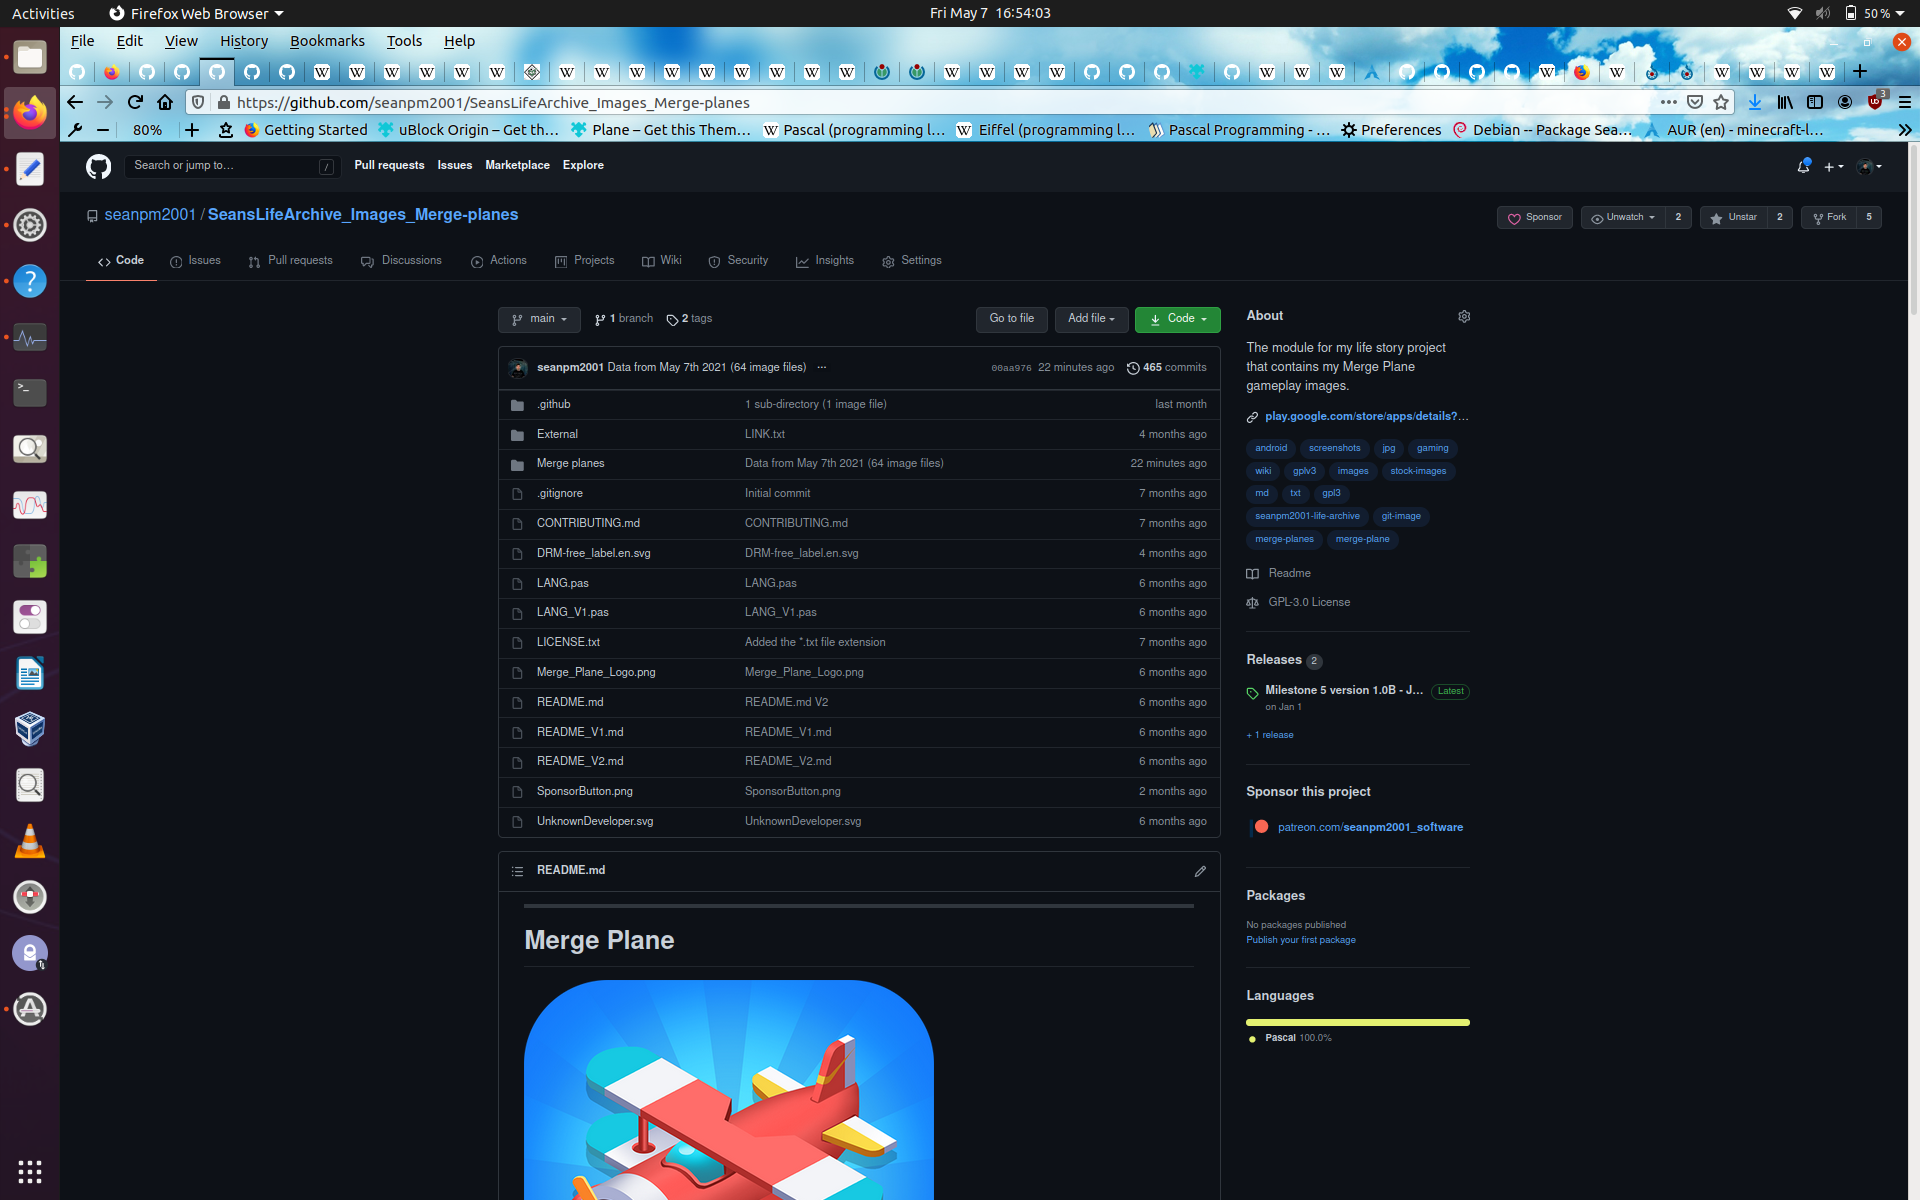 Activities
Firefox Web Browser
Fri May 7 16:54:03
50 %
File Edit View History Bookmarks Tools Help
https://github.com/seanpm2001/SeansLifeArchive_Images_Merge-planes
3
80%
Getting Started
uBlock Origin – Get th…
Plane – Get this Them…
Pascal (programming l…
Eiffel (programming l…
Pascal Programming - …
Preferences
Debian -- Package Sea…
AUR (en) - minecraft-l…
Search or jump to…
/
Pull requests Issues Marketplace Explore
seanpm2001 / SeansLifeArchive_Images_Merge-planes
Sponsor
Unwatch 2
Unstar 2
Fork 5
Code Issues Pull requests Discussions Actions Projects Wiki Security Insights Settings
main
1 branch
2 tags
Go to file
Add file
Code
seanpm2001 Data from May 7th 2021 (64 image files) ...
00aa976 22 minutes ago 465 commits
.github 1 sub-directory (1 image file) last month
External LINK.txt 4 months ago
Merge planes Data from May 7th 2021 (64 image files) 22 minutes ago
.gitignore Initial commit 7 months ago
CONTRIBUTING.md CONTRIBUTING.md 7 months ago
DRM-free_label.en.svg DRM-free_label.en.svg 4 months ago
LANG.pas LANG.pas 6 months ago
LANG_V1.pas LANG_V1.pas 6 months ago
LICENSE.txt Added the *.txt file extension 7 months ago
Merge_Plane_Logo.png Merge_Plane_Logo.png 6 months ago
README.md README.md V2 6 months ago
README_V1.md README_V1.md 6 months ago
README_V2.md README_V2.md 6 months ago
SponsorButton.png SponsorButton.png 2 months ago
UnknownDeveloper.svg UnknownDeveloper.svg 6 months ago
README.md
Merge Plane
About
The module for my life story project
that contains my Merge Plane
gameplay images.
play.google.com/store/apps/details?…
android screenshots jpg gaming
wiki gplv3 images stock-images
md txt gpl3
seanpm2001-life-archive git-image
merge-planes merge-plane
Readme
GPL-3.0 License
Releases 2
Milestone 5 version 1.0B - J… Latest
on Jan 1
+ 1 release
Sponsor this project
patreon.com/seanpm2001_software
Packages
No packages published
Publish your first package
Languages
Pascal 100.0%